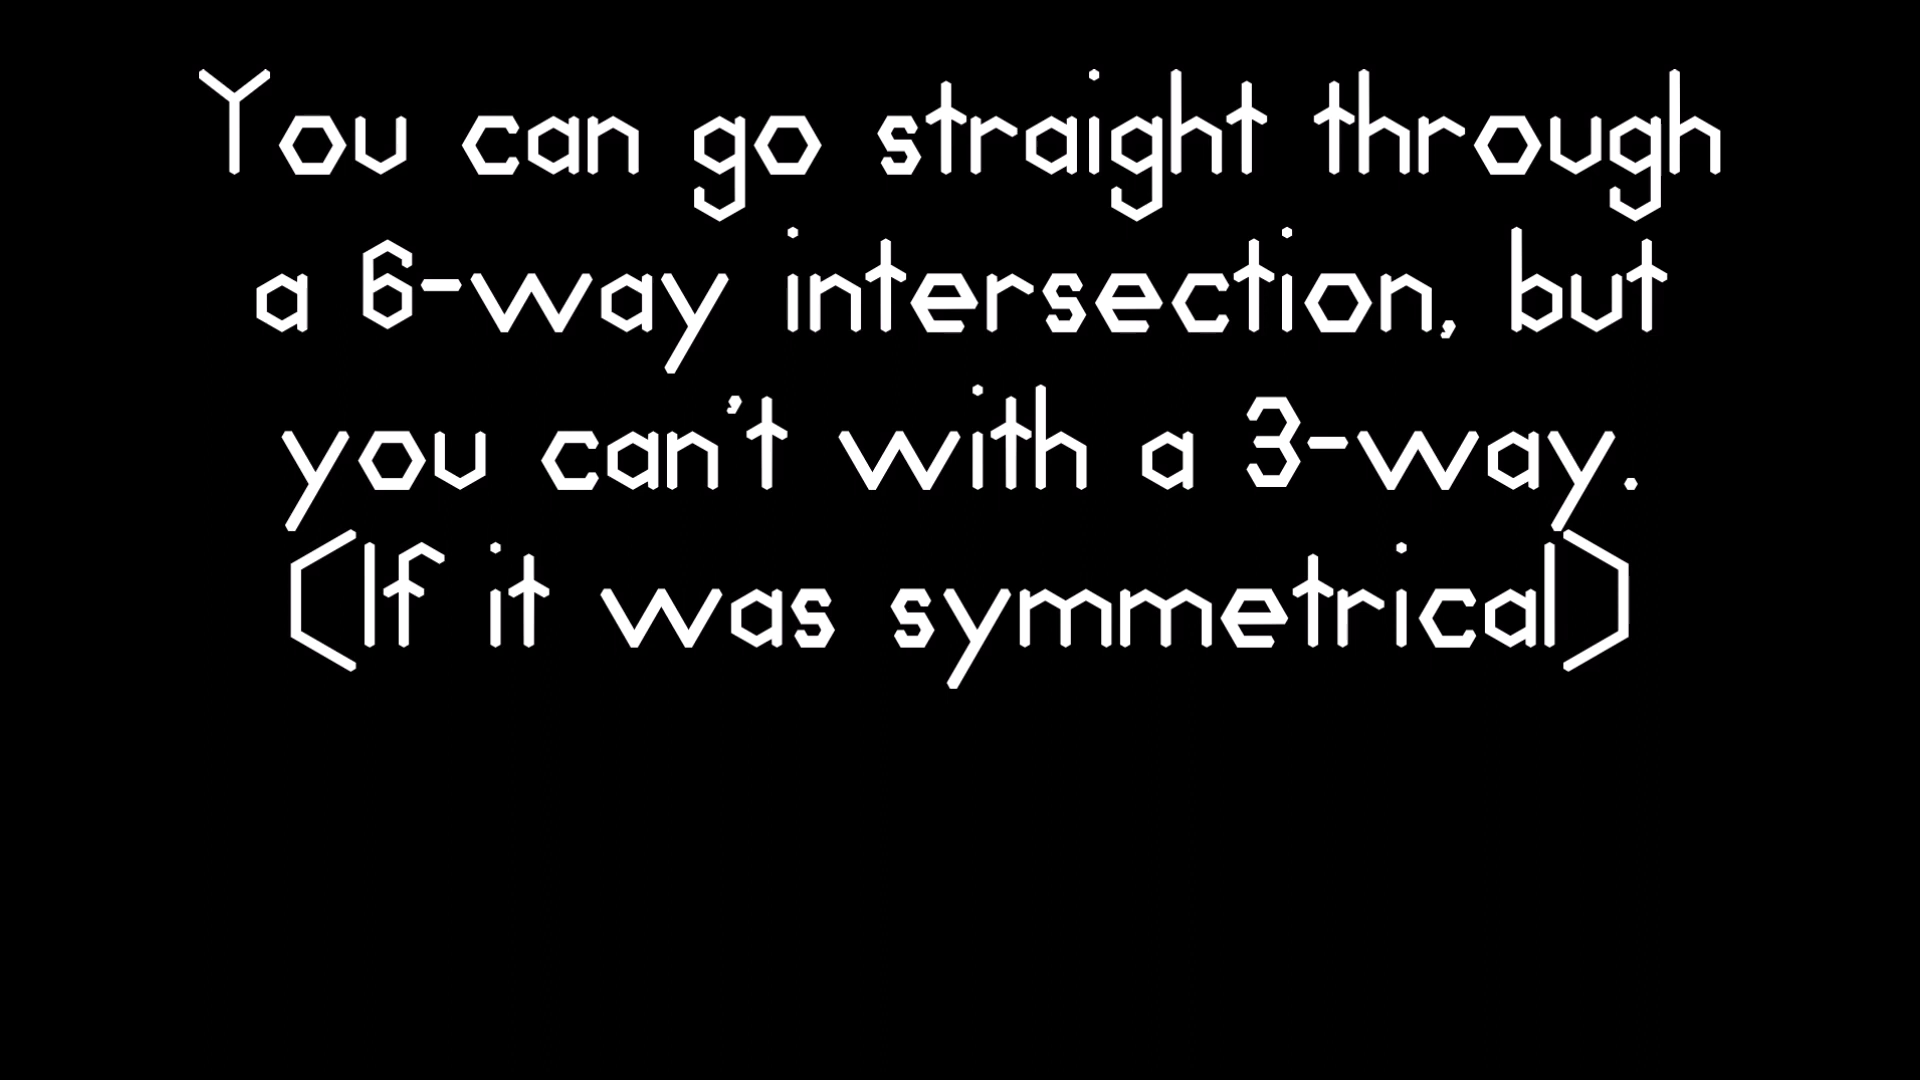 You can go straight through
a 6-way intersection, but
you can't with a 3-way.
(If it was symmetrical)